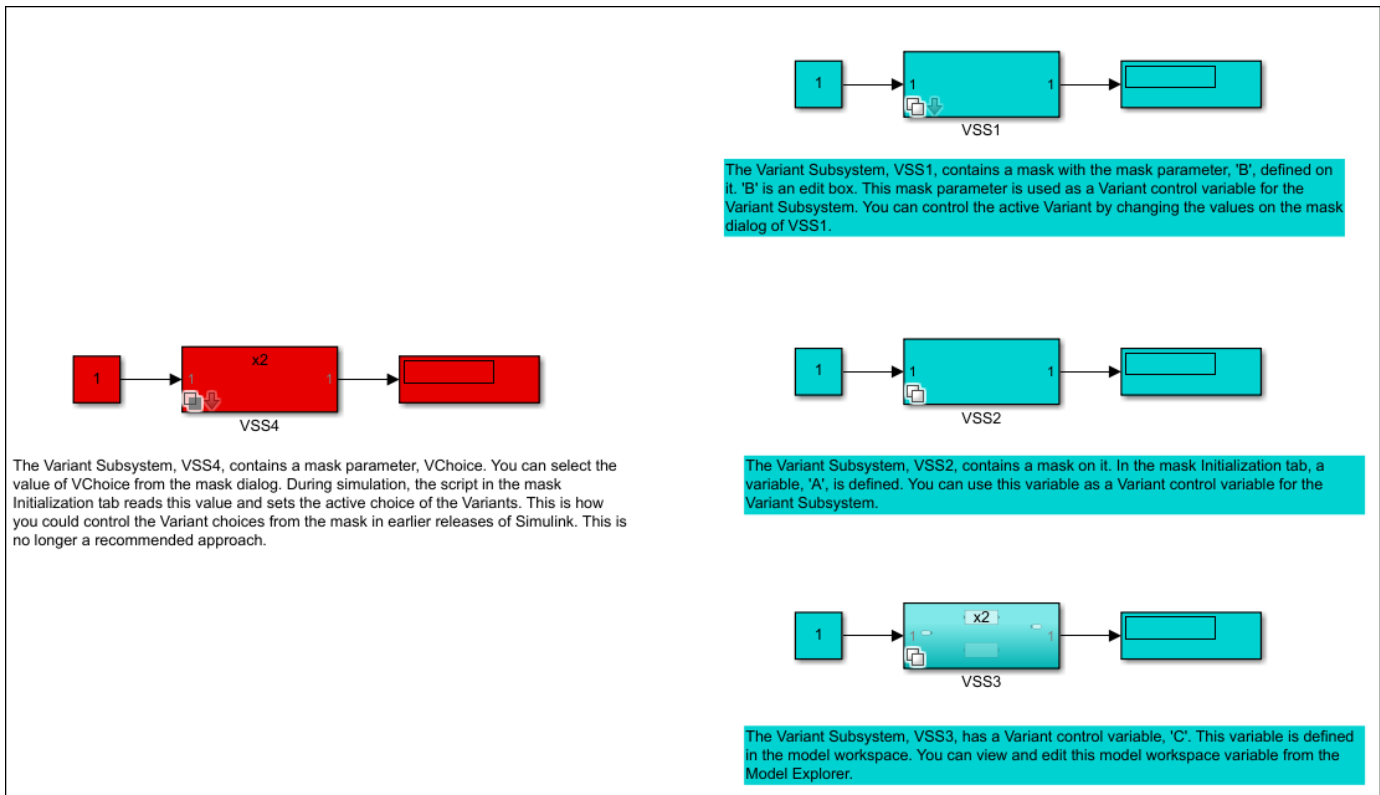 1
1
1
VSS1
The Variant Subsystem, VSS1, contains a mask with the mask parameter, 'B', defined on
it. 'B' is an edit box. This mask parameter is used as a Variant control variable for the
Variant Subsystem. You can control the active Variant by changing the values on the mask
dialog of VSS1.
1
x2
1
1
VSS4
The Variant Subsystem, VSS4, contains a mask parameter, VChoice. You can select the
value of VChoice from the mask dialog. During simulation, the script in the mask
Initialization tab reads this value and sets the active choice of the Variants. This is how
you could control the Variant choices from the mask in earlier releases of Simulink. This is
no longer a recommended approach.
1
1
1
VSS2
The Variant Subsystem, VSS2, contains a mask on it. In the mask Initialization tab, a
variable, 'A', is defined. You can use this variable as a Variant control variable for the
Variant Subsystem.
1
x2
1
1
VSS3
The Variant Subsystem, VSS3, has a Variant control variable, 'C'. This variable is defined
in the model workspace. You can view and edit this model workspace variable from the
Model Explorer.